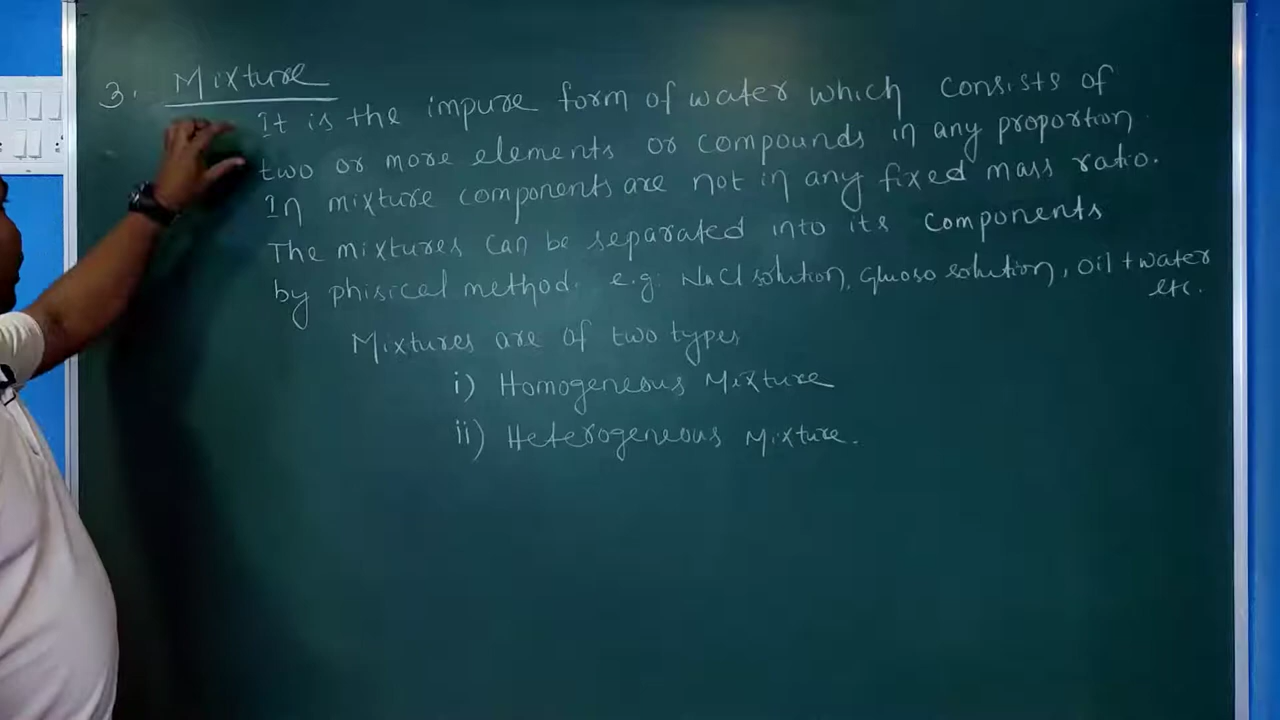 3. Mixture
It is the impure form of water which consists of
two or more elements or compounds in any proportion.
In mixture components are not in any fixed mass ratio.
The mixtures can be separated into its components
by phisical method. e.g: NaCl solution, gluoso solution, oil + water
etc.
Mixtures are of two types
i) Homogeneous Mixture
ii) Heterogeneous Mixture.